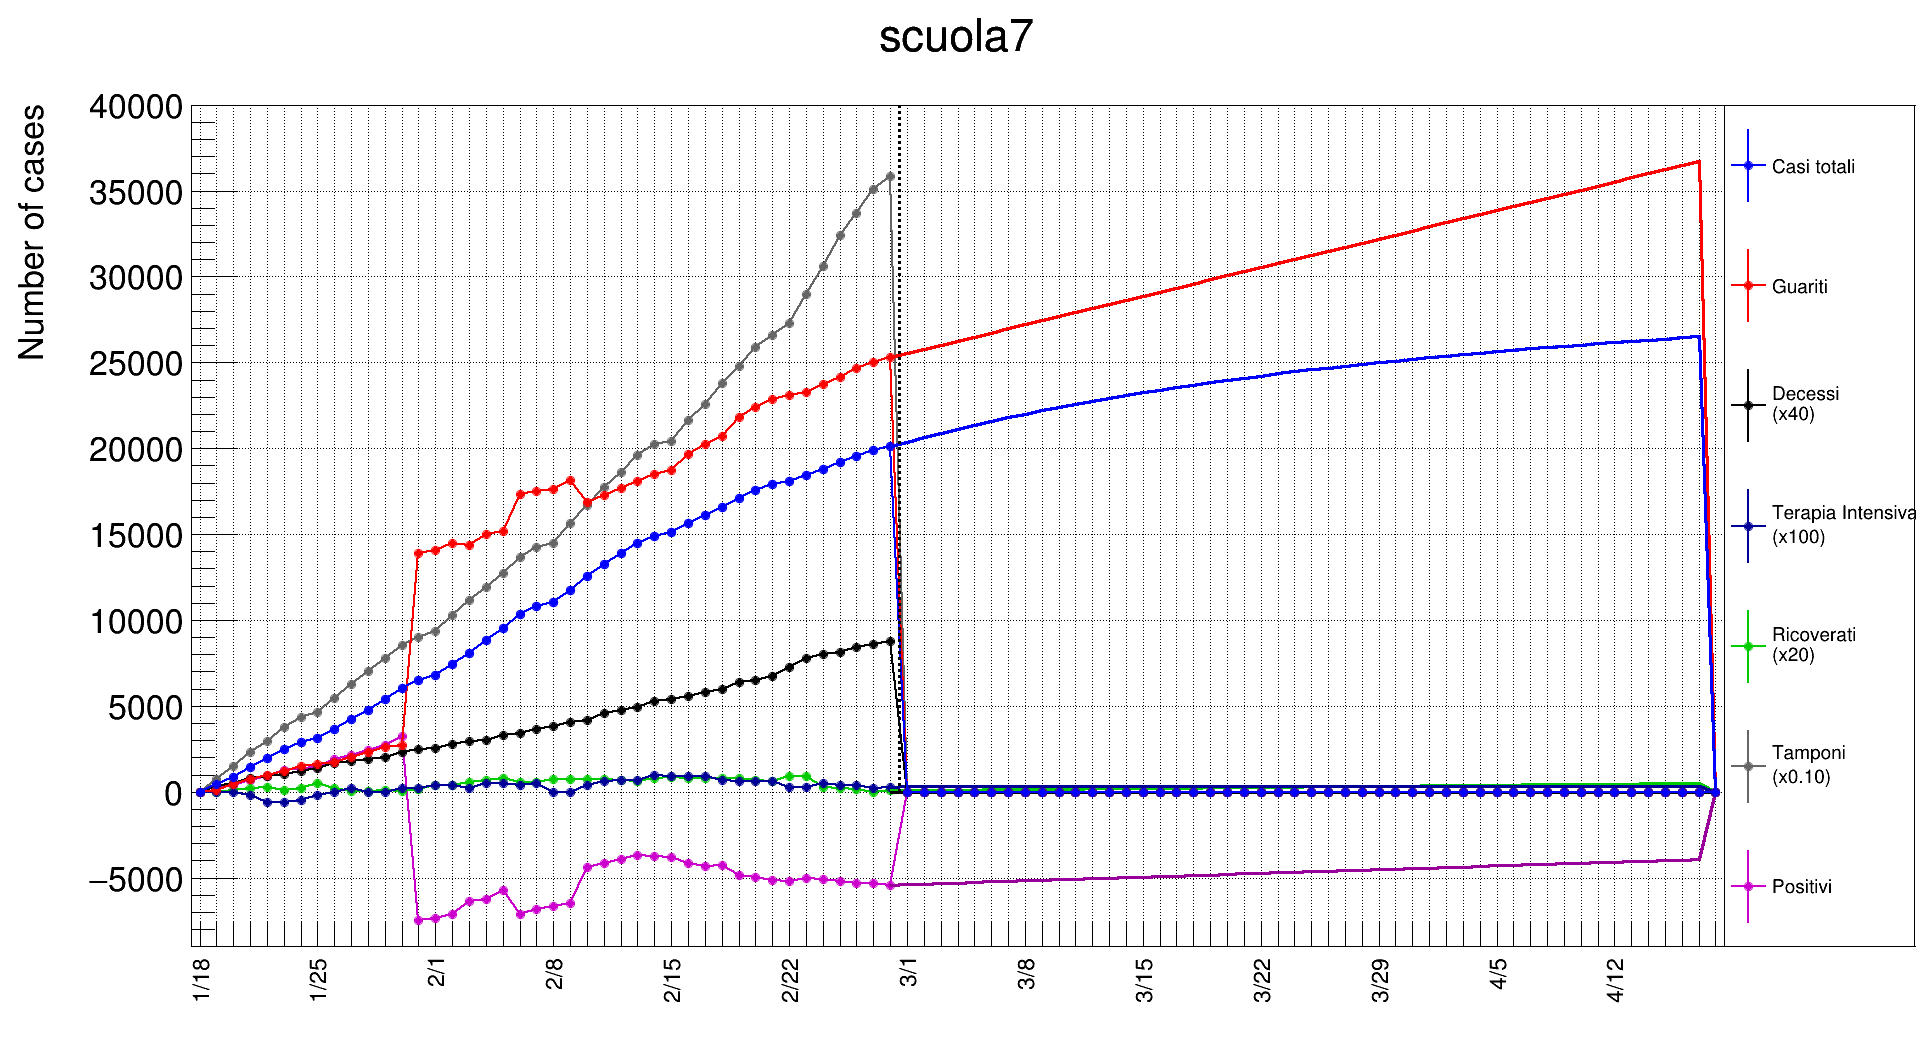 scuola7
Number of cases
40000
35000
30000
25000
20000
15000
10000
5000
0
−5000
1/18
1/25
2/1
2/8
2/15
2/22
3/1
3/8
3/15
3/22
3/29
4/5
4/12
Casi totali
Guariti
Decessi
(x40)
Terapia Intensiva
(x100)
Ricoverati
(x20)
Tamponi
(x0.10)
Positivi